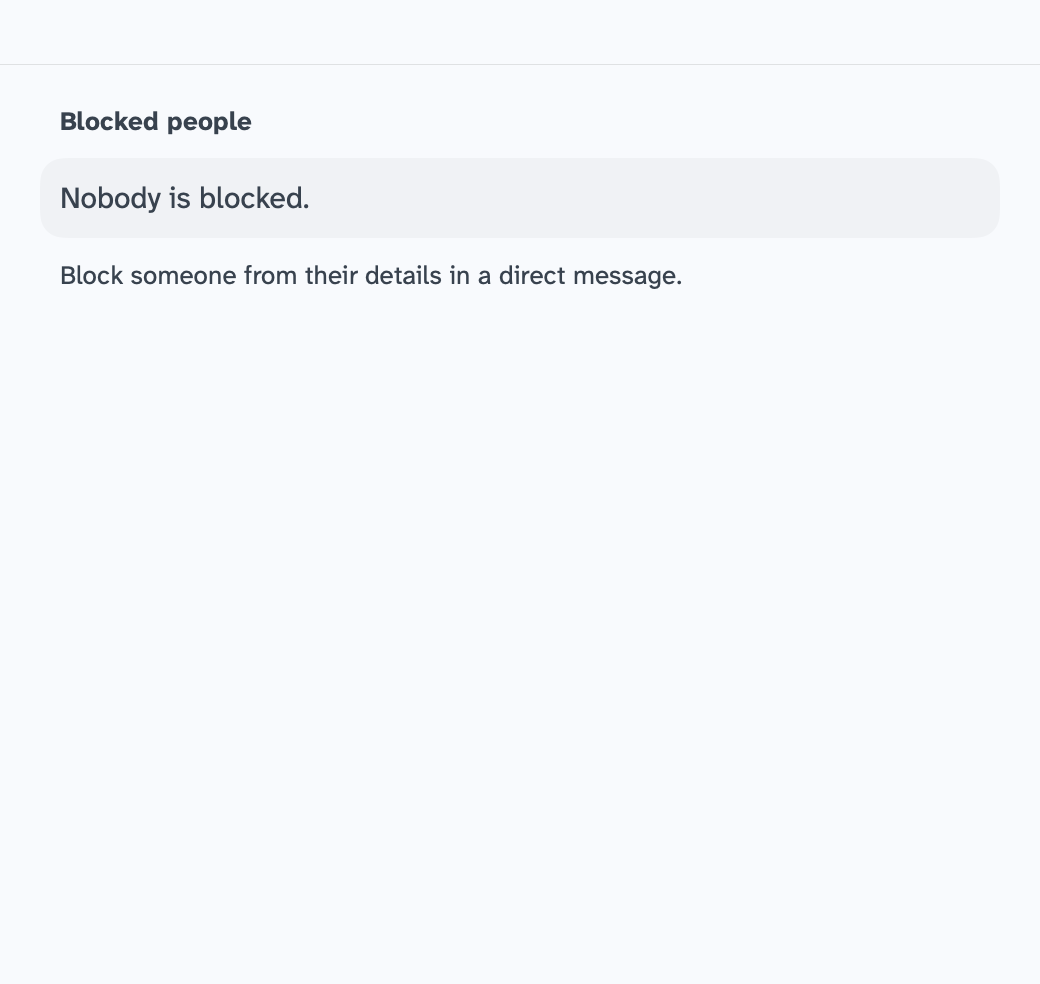 Blocked people
Nobody is blocked.
Block someone from their details in a direct message.